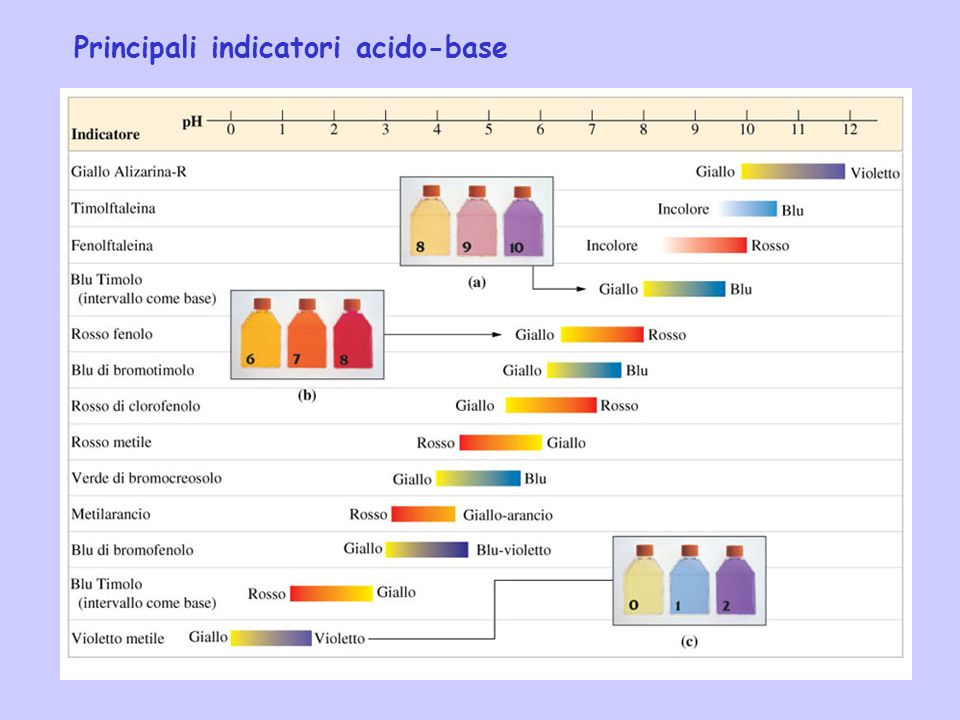 Principali indicatori acido-base
Indicatore pH 0 1 2 3 4 5 6 7 8 9 10 11 12
Giallo Alizarina-R Giallo Violetto
Timolftaleina Incolore Blu
Fenolftaleina Incolore Rosso
8 9 10
(a)
Blu Timolo
(intervallo come base) Giallo Blu
Rosso fenolo Giallo Rosso
6 7 8
(b)
Blu di bromotimolo Giallo Blu
Rosso di clorofenolo Giallo Rosso
Rosso metile Rosso Giallo
Verde di bromocreosolo Giallo Blu
Metilarancio Rosso Giallo-arancio
Blu di bromofenolo Giallo Blu-violetto
Blu Timolo
(intervallo come base) Rosso Giallo
0 1 2
(c)
Violetto metile Giallo Violetto